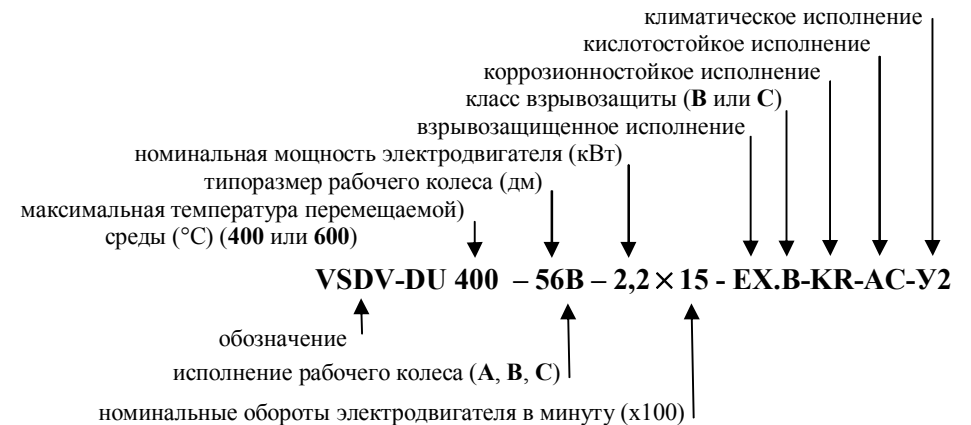 климатическое исполнение
кислотостойкое исполнение
коррозионностойкое исполнение
класс взрывозащиты (В или С)
взрывозащищенное исполнение
номинальная мощность электродвигателя (кВт)
типоразмер рабочего колеса (дм)
максимальная температура перемещаемой)
среды (°С) (400 или 600)
VSDV-DU 400 – 56B – 2,2 × 15 - EX.B-KR-AC-У2
обозначение
исполнение рабочего колеса (А, В, С)
номинальные обороты электродвигателя в минуту (х100)